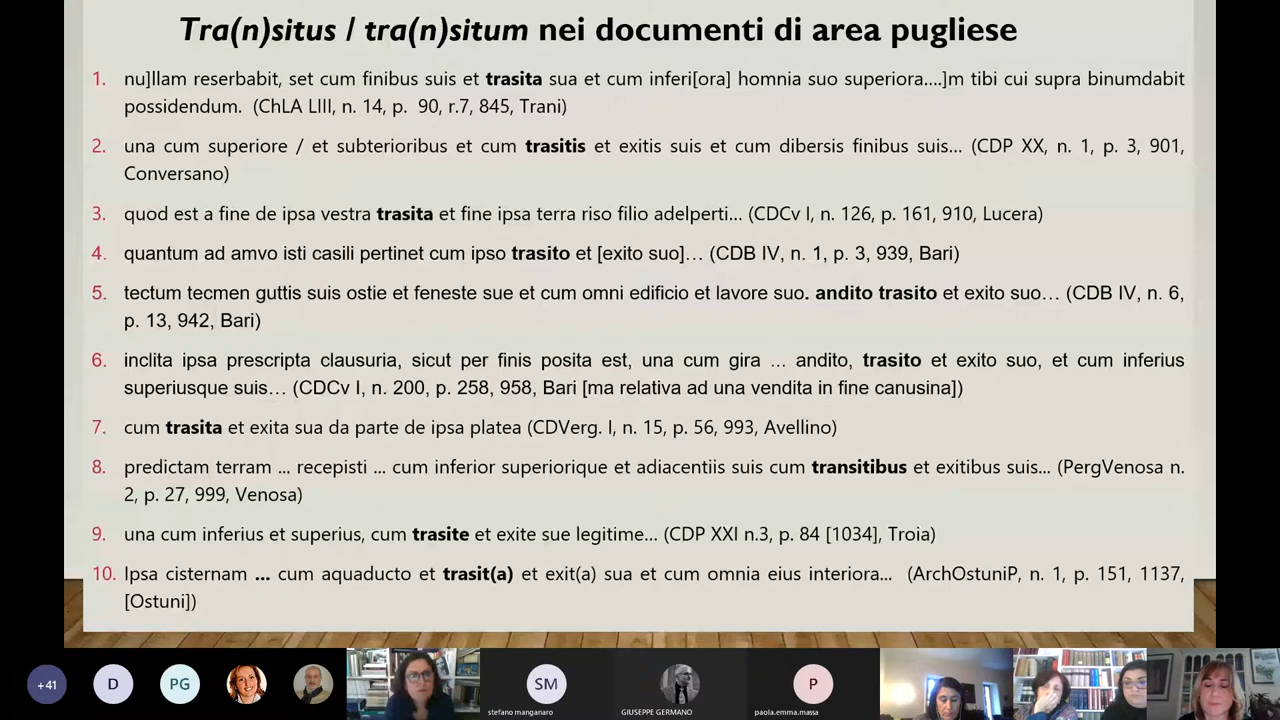 Tra(n)situs / tra(n)situm nei documenti di area pugliese
1. nu]llam reserbabit, set cum finibus suis et trasita sua et cum inferi[ora] homnia suo superiora....]m tibi cui supra binumdabit
possidendum. (ChLA LIII, n. 14, p. 90, r.7, 845, Trani)
2. una cum superiore / et subterioribus et cum trasitis et exitis suis et cum dibersis finibus suis... (CDP XX, n. 1, p. 3, 901,
Conversano)
3. quod est a fine de ipsa vestra trasita et fine ipsa terra riso filio adelperti... (CDCv I, n. 126, p. 161, 910, Lucera)
4. quantum ad amvo isti casili pertinet cum ipso trasito et [exito suo]... (CDB IV, n. 1, p. 3, 939, Bari)
5. tectum tecmen guttis suis ostie et feneste sue et cum omni edificio et lavore suo. andito trasito et exito suo... (CDB IV, n. 6,
p. 13, 942, Bari)
6. inclita ipsa prescripta clausuria, sicut per finis posita est, una cum gira ... andito, trasito et exito suo, et cum inferius
superiusque suis... (CDCv I, n. 200, p. 258, 958, Bari [ma relativa ad una vendita in fine canusina])
7. cum trasita et exita sua da parte de ipsa platea (CDVerg. I, n. 15, p. 56, 993, Avellino)
8. predictam terram ... recepisti ... cum inferior superiorique et adiacentiis suis cum transitibus et exitibus suis... (PergVenosa n.
2, p. 27, 999, Venosa)
9. una cum inferius et superius, cum trasite et exite sue legitime... (CDP XXI n.3, p. 84 [1034], Troia)
10. Ipsa cisternam ... cum aquaducto et trasit(a) et exit(a) sua et cum omnia eius interiora... (ArchOstuniP, n. 1, p. 151, 1137,
[Ostuni])
+41 D PG SM P
stefano manganaro GIUSEPPE GERMANO paola.emma.massa